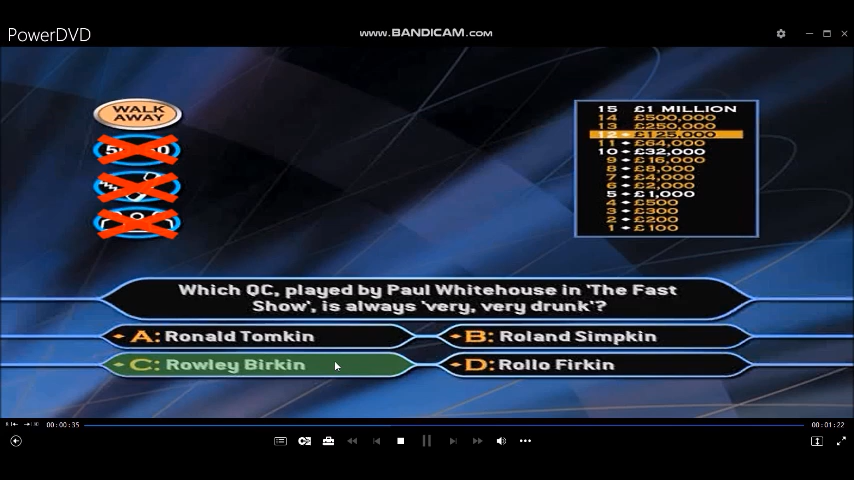 PowerDVD
www.BANDICAM.com
WALK
AWAY
15 £1 MILLION
14 £500,000
13 £250,000
12 £125,000
11 £64,000
10 £32,000
9 £16,000
8 £8,000
7 £4,000
6 £2,000
5 £1,000
4 £500
3 £300
2 £200
1 £100
Which QC, played by Paul Whitehouse in 'The Fast
Show', is always 'very, very drunk'?
A: Ronald Tomkin
B: Roland Simpkin
C: Rowley Birkin
D: Rollo Firkin
00:00:35
00:01:22